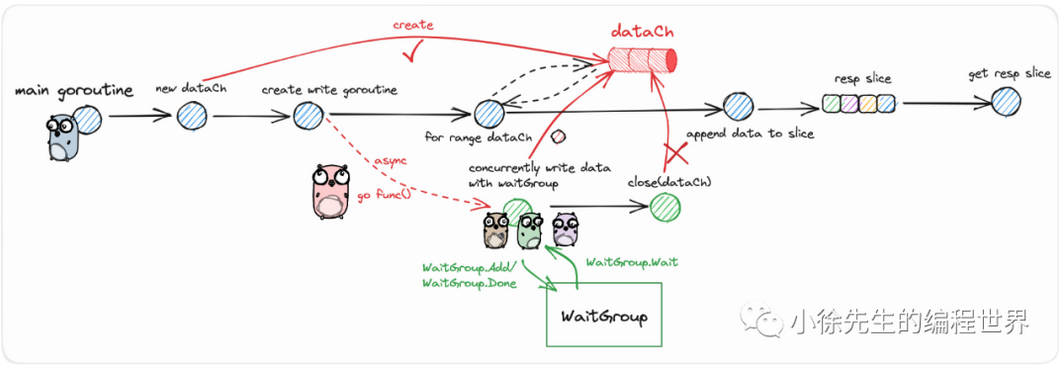 create
dataCh
main goroutine
new dataCh
create write goroutine
for range dataCh
append data to slice
resp slice
get resp slice
async
go func()
concurrently write data
with waitGroup
close(dataCh)
WaitGroup.Add/
WaitGroup.Done
WaitGroup.Wait
WaitGroup
小徐先生的编程世界